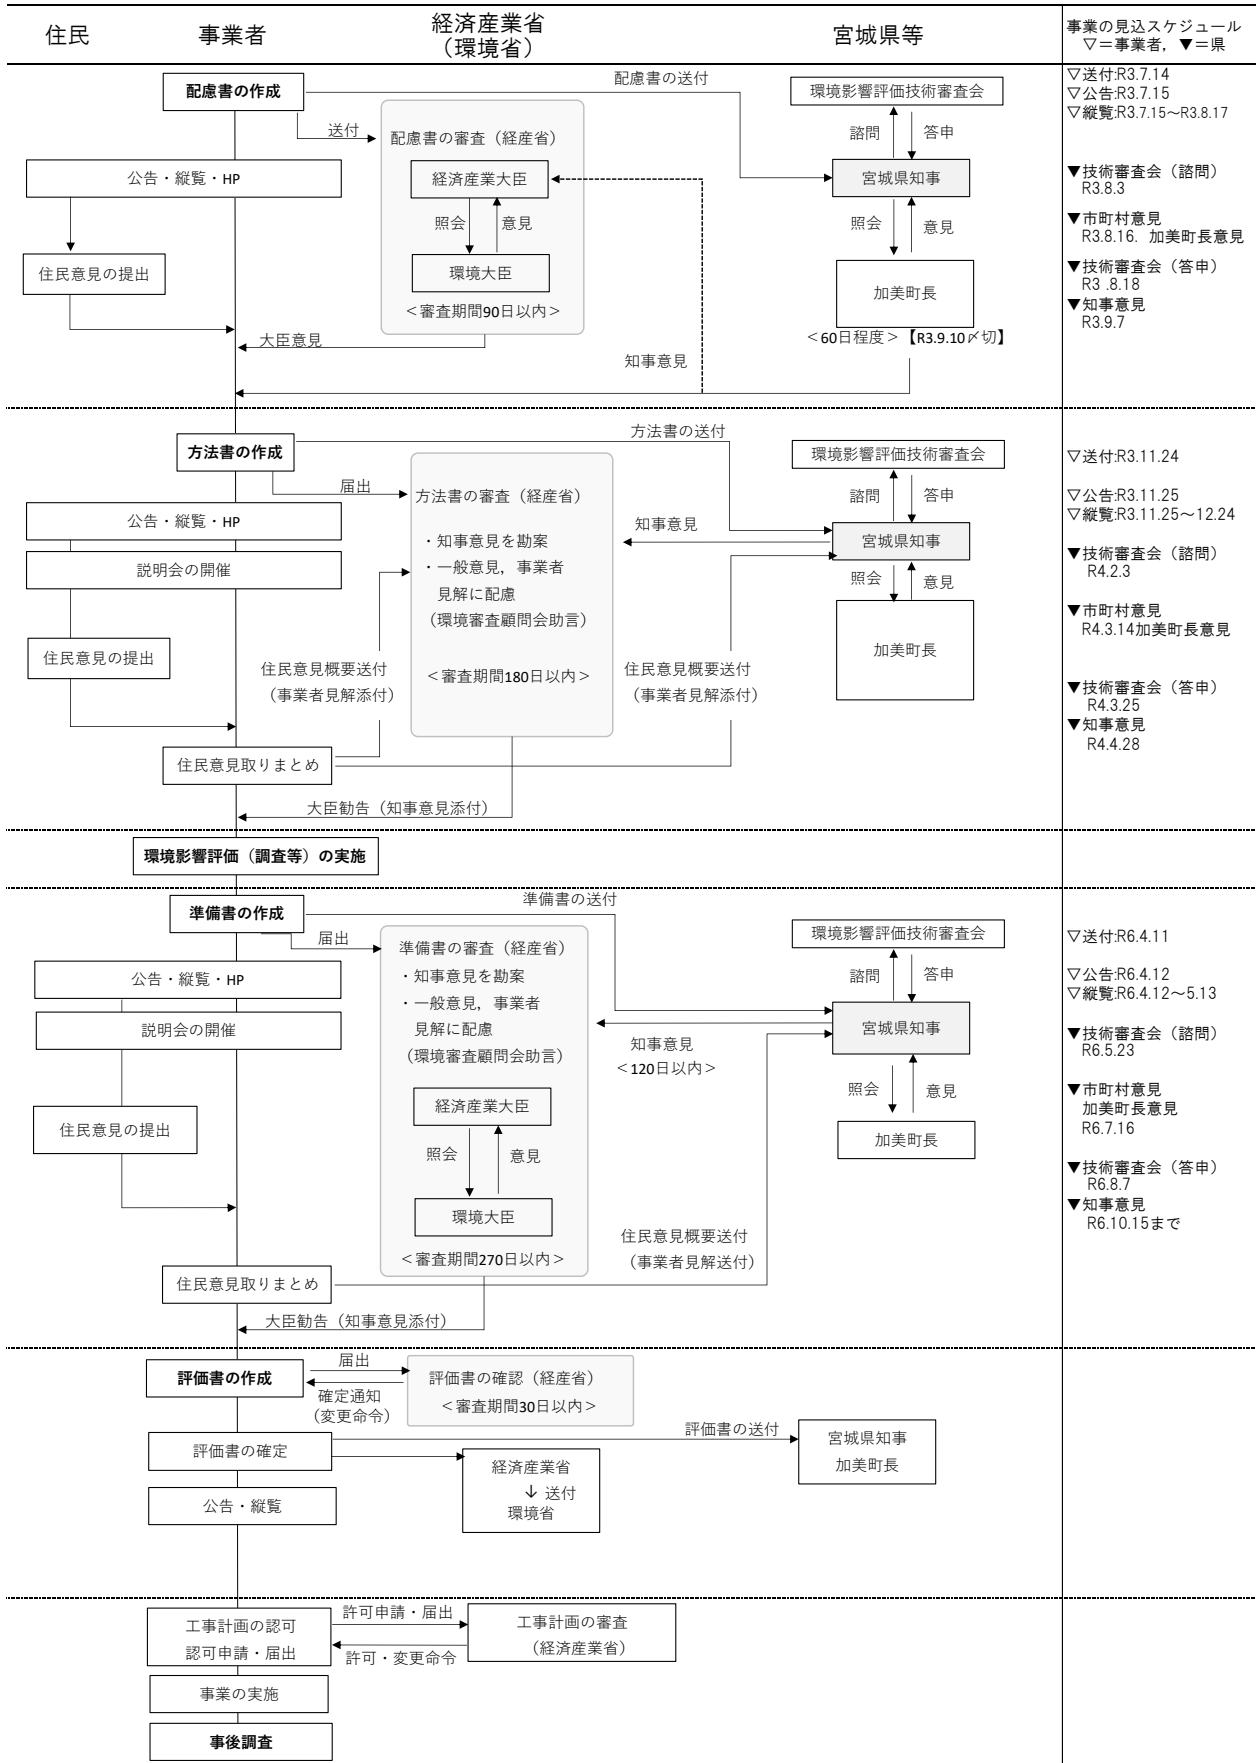 住民
事業者
経済産業省
（環境省）
宮城県等
事業の見込スケジュール
▽＝事業者，▼＝県
配慮書の作成
配慮書の送付
送付
配慮書の審査（経産省）
経済産業大臣
照会
意見
環境大臣
＜審査期間90日以内＞
公告・縦覧・HP
住民意見の提出
大臣意見
知事意見
環境影響評価技術審査会
諮問
答申
宮城県知事
照会
意見
加美町長
＜60日程度＞【R3.9.10〆切】
▽送付:R3.7.14
▽公告:R3.7.15
▽縦覧:R3.7.15～R3.8.17
▼技術審査会（諮問）
R3.8.3
▼市町村意見
R3.8.16. 加美町長意見
▼技術審査会（答申）
R3 .8.18
▼知事意見
R3.9.7
方法書の作成
方法書の送付
届出
方法書の審査（経産省）
・知事意見を勘案
・一般意見，事業者
見解に配慮
（環境審査顧問会助言）
＜審査期間180日以内＞
公告・縦覧・HP
説明会の開催
住民意見の提出
住民意見概要送付
（事業者見解添付）
住民意見取りまとめ
大臣勧告（知事意見添付）
知事意見
住民意見概要送付
（事業者見解添付）
環境影響評価技術審査会
諮問
答申
宮城県知事
照会
意見
加美町長
▽送付:R3.11.24
▽公告:R3.11.25
▽縦覧:R3.11.25～12.24
▼技術審査会（諮問）
R4.2.3
▼市町村意見
R4.3.14加美町長意見
▼技術審査会（答申）
R4.3.25
▼知事意見
R4.4.28
環境影響評価（調査等）の実施
準備書の作成
準備書の送付
届出
準備書の審査（経産省）
・知事意見を勘案
・一般意見，事業者
見解に配慮
（環境審査顧問会助言）
経済産業大臣
照会
意見
環境大臣
＜審査期間270日以内＞
公告・縦覧・HP
説明会の開催
住民意見の提出
住民意見取りまとめ
大臣勧告（知事意見添付）
知事意見
＜120日以内＞
住民意見概要送付
（事業者見解送付）
環境影響評価技術審査会
諮問
答申
宮城県知事
照会
意見
加美町長
▽送付:R6.4.11
▽公告:R6.4.12
▽縦覧:R6.4.12～5.13
▼技術審査会（諮問）
R6.5.23
▼市町村意見
加美町長意見
R6.7.16
▼技術審査会（答申）
R6.8.7
▼知事意見
R6.10.15まで
評価書の作成
届出
確定通知
（変更命令）
評価書の確認（経産省）
＜審査期間30日以内＞
評価書の確定
評価書の送付
宮城県知事
加美町長
経済産業省
↓ 送付
環境省
公告・縦覧
工事計画の認可
認可申請・届出
許可申請・届出
許可・変更命令
工事計画の審査
（経済産業省）
事業の実施
事後調査